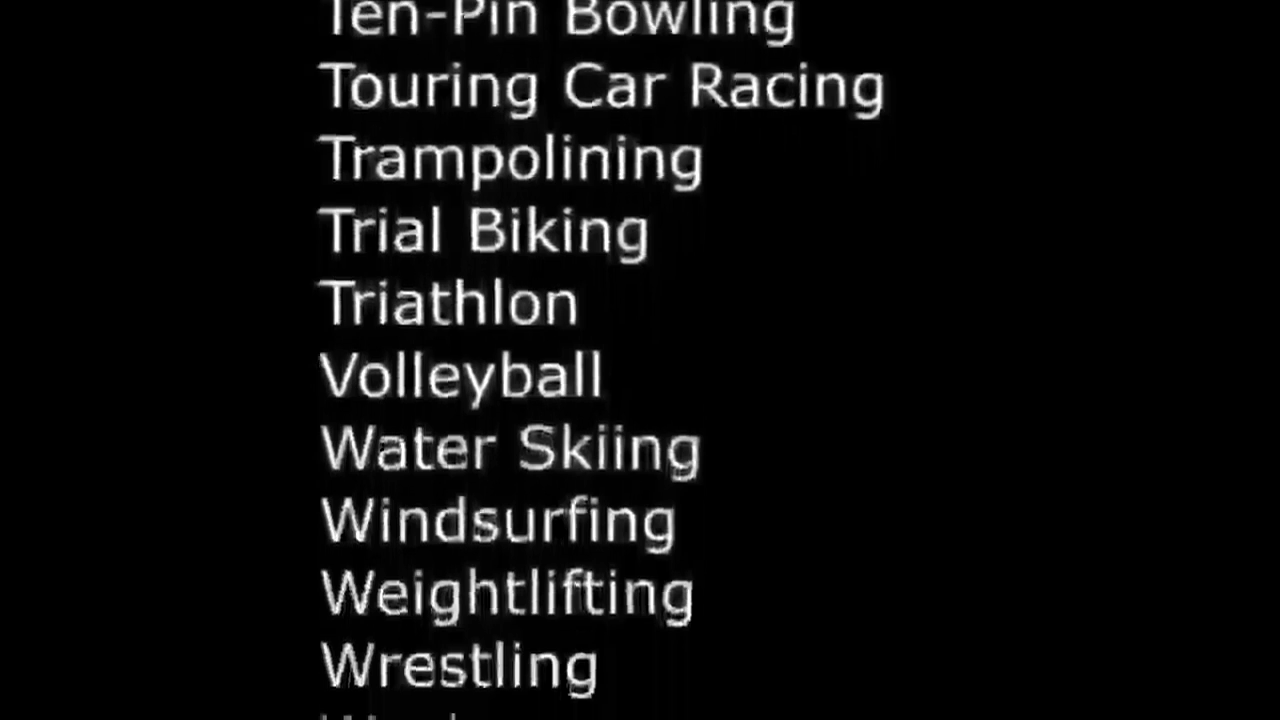 Ten-Pin Bowling
Touring Car Racing
Trampolining
Trial Biking
Triathlon
Volleyball
Water Skiing
Windsurfing
Weightlifting
Wrestling